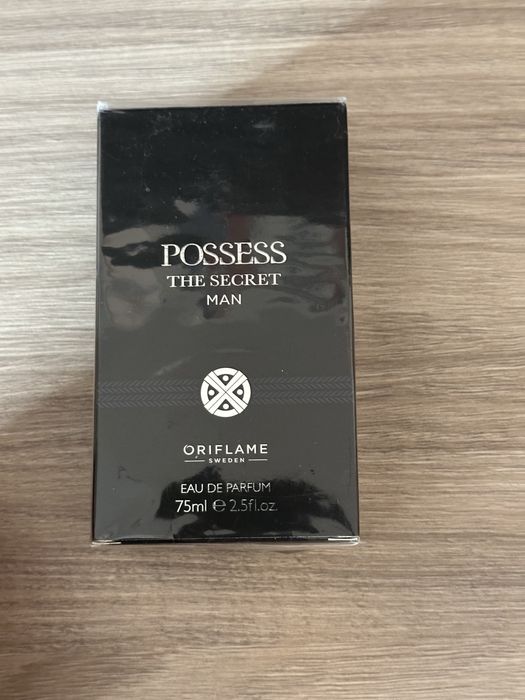 POSSESS
THE SECRET
MAN
ORIFLAME
SWEDEN
EAU DE PARFUM
75ml ℮ 2.5fl.oz.